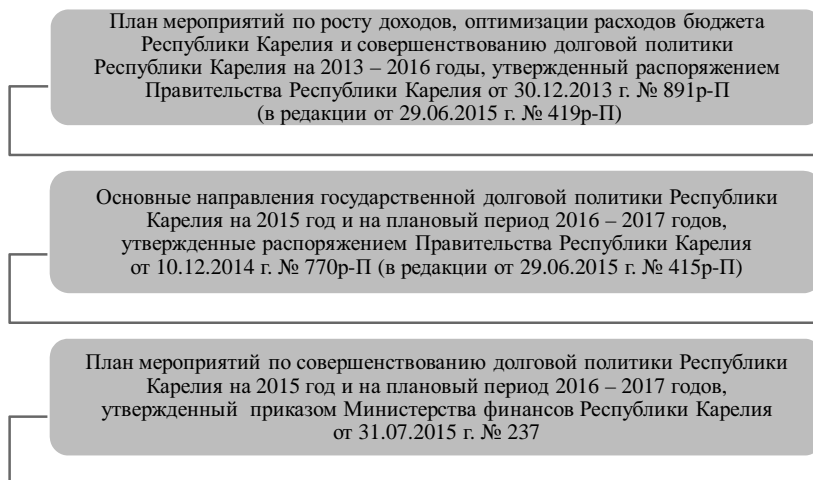 План мероприятий по росту доходов, оптимизации расходов бюджета
Республики Карелия и совершенствованию долговой политики
Республики Карелия на 2013 – 2016 годы, утвержденный распоряжением
Правительства Республики Карелия от 30.12.2013 г. № 891р-П
(в редакции от 29.06.2015 г. № 419р-П)
Основные направления государственной долговой политики Республики
Карелия на 2015 год и на плановый период 2016 – 2017 годов,
утвержденные распоряжением Правительства Республики Карелия
от 10.12.2014 г. № 770р-П (в редакции от 29.06.2015 г. № 415р-П)
План мероприятий по совершенствованию долговой политики Республики
Карелия на 2015 год и на плановый период 2016 – 2017 годов,
утвержденный приказом Министерства финансов Республики Карелия
от 31.07.2015 г. № 237